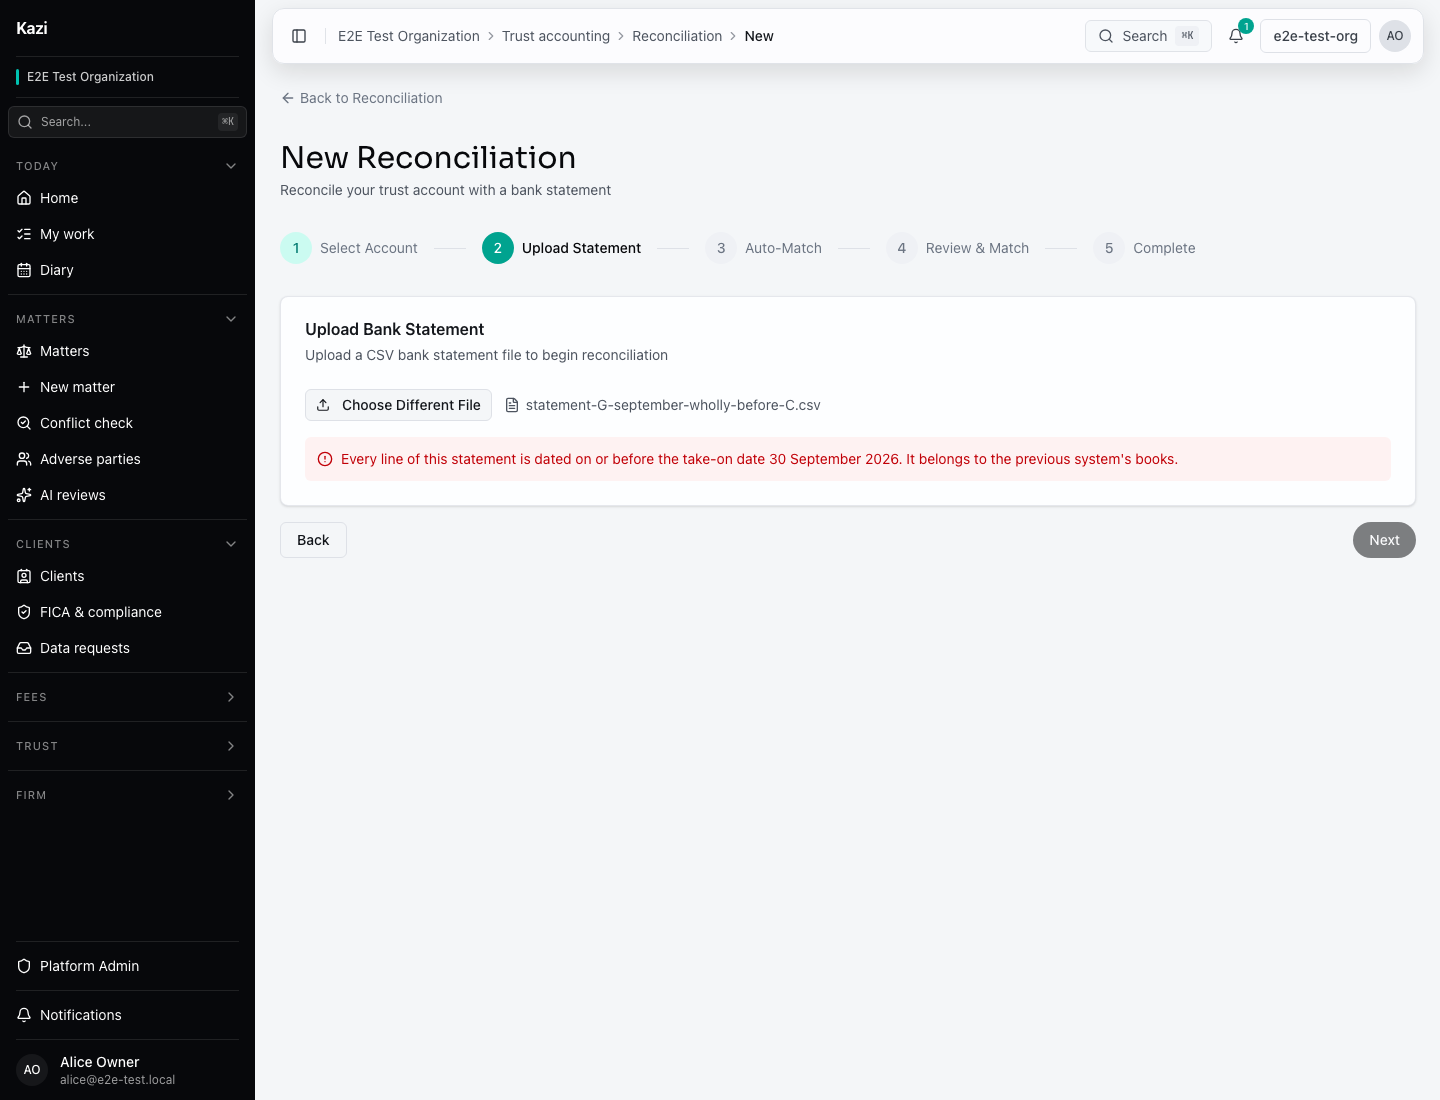 Kazi
E2E Test Organization
Search...
⌘K
TODAY
Home
My work
Diary
MATTERS
Matters
New matter
Conflict check
Adverse parties
AI reviews
CLIENTS
Clients
FICA & compliance
Data requests
FEES
TRUST
FIRM
Platform Admin
Notifications
AO
Alice Owner
alice@e2e-test.local
E2E Test Organization
Trust accounting
Reconciliation
New
Search ⌘K
1
e2e-test-org
AO
Back to Reconciliation
New Reconciliation
Reconcile your trust account with a bank statement
1 Select Account
2 Upload Statement
3 Auto-Match
4 Review & Match
5 Complete
Upload Bank Statement
Upload a CSV bank statement file to begin reconciliation
Choose Different File
statement-G-september-wholly-before-C.csv
Every line of this statement is dated on or before the take-on date 30 September 2026. It belongs to the previous system's books.
Back
Next